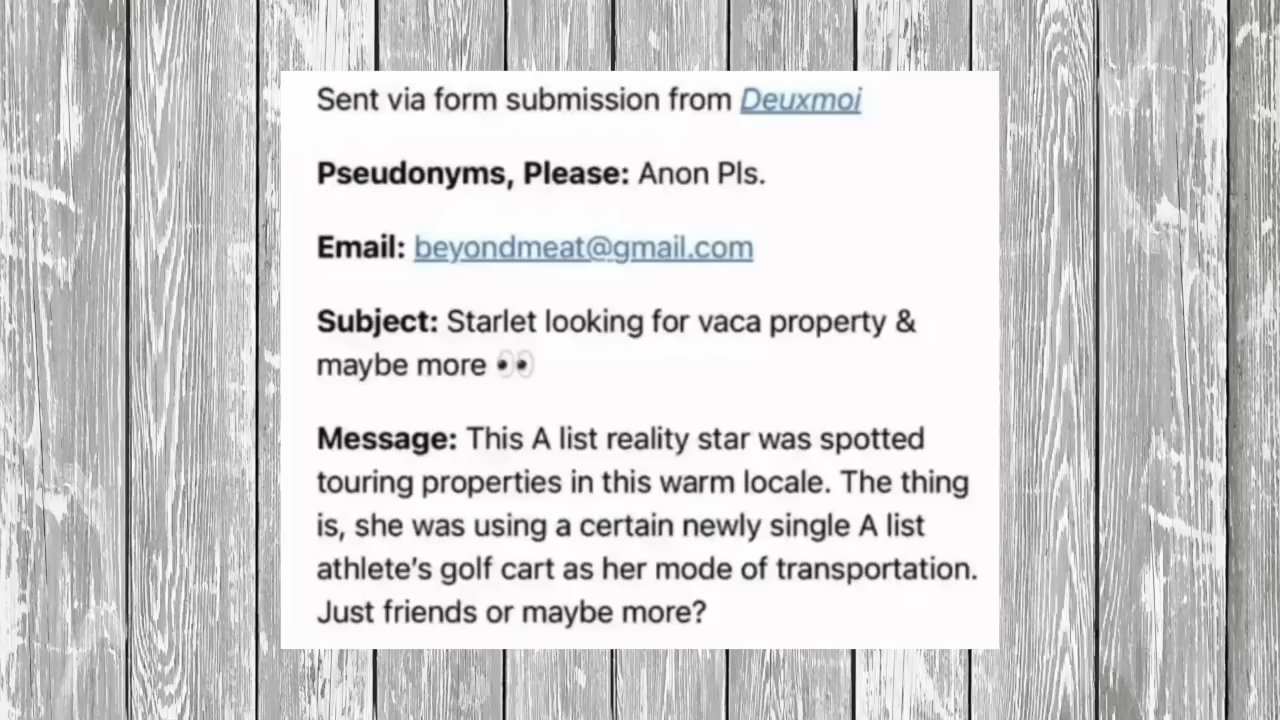 Sent via form submission from Deuxmoi
Pseudonyms, Please: Anon Pls.
Email: beyondmeat@gmail.com
Subject: Starlet looking for vaca property &
maybe more 👀
Message: This A list reality star was spotted
touring properties in this warm locale. The thing
is, she was using a certain newly single A list
athlete's golf cart as her mode of transportation.
Just friends or maybe more?